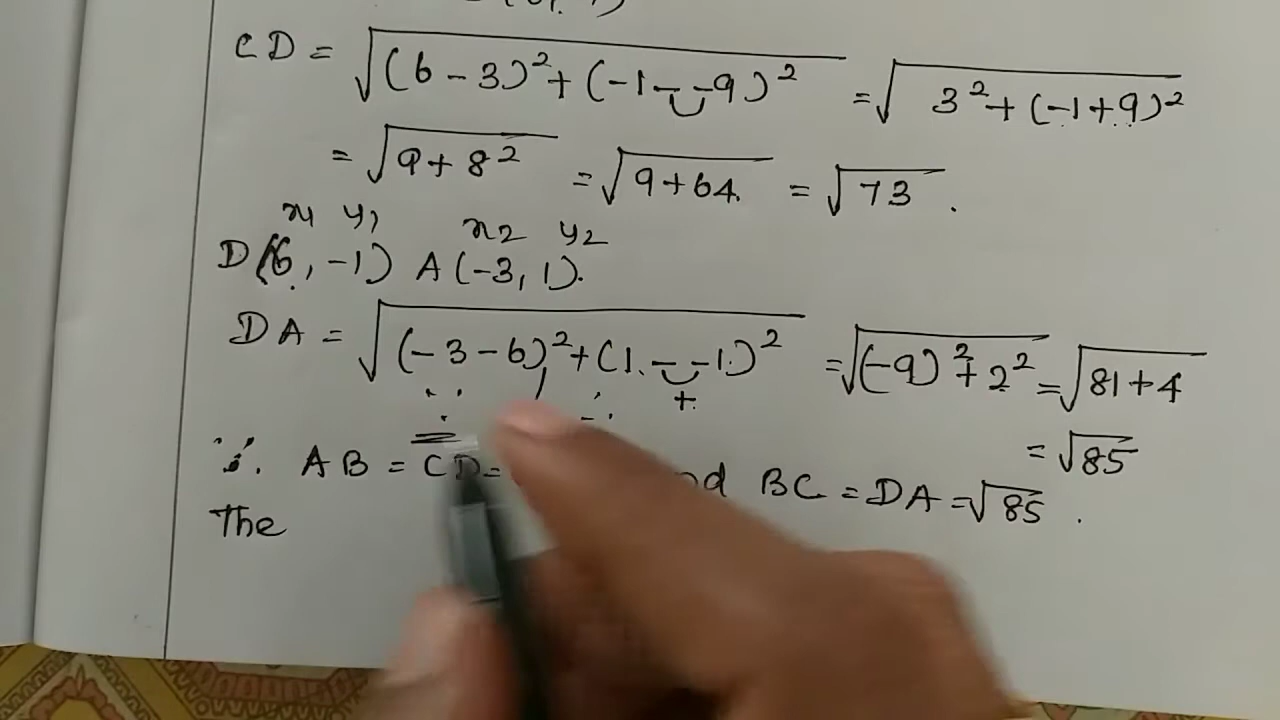 CD = √(6 - 3)² + (-1 - -9)² = √3² + (-1+9)²
= √9 + 8² = √9+64 = √73 .
x1 y1 x2 y2
D(6, -1) A(-3, 1).
DA = √(-3-6)² + (1 - -1)² = √(-9)² + 2² = √81+4
+
= √85
∴ AB = CD = BC = DA = √85 .
The